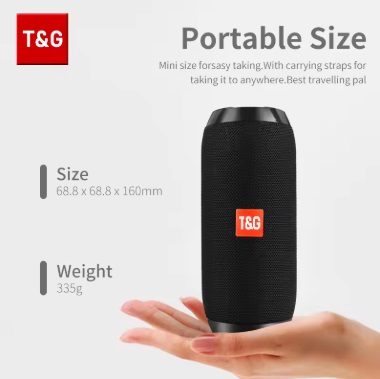 T&G
Portable Size
Mini size forsasy taking.With carrying straps for
taking it to anywhere.Best travelling pal
Size
68.8 x 68.8 x 160mm
T&G
Weight
335g